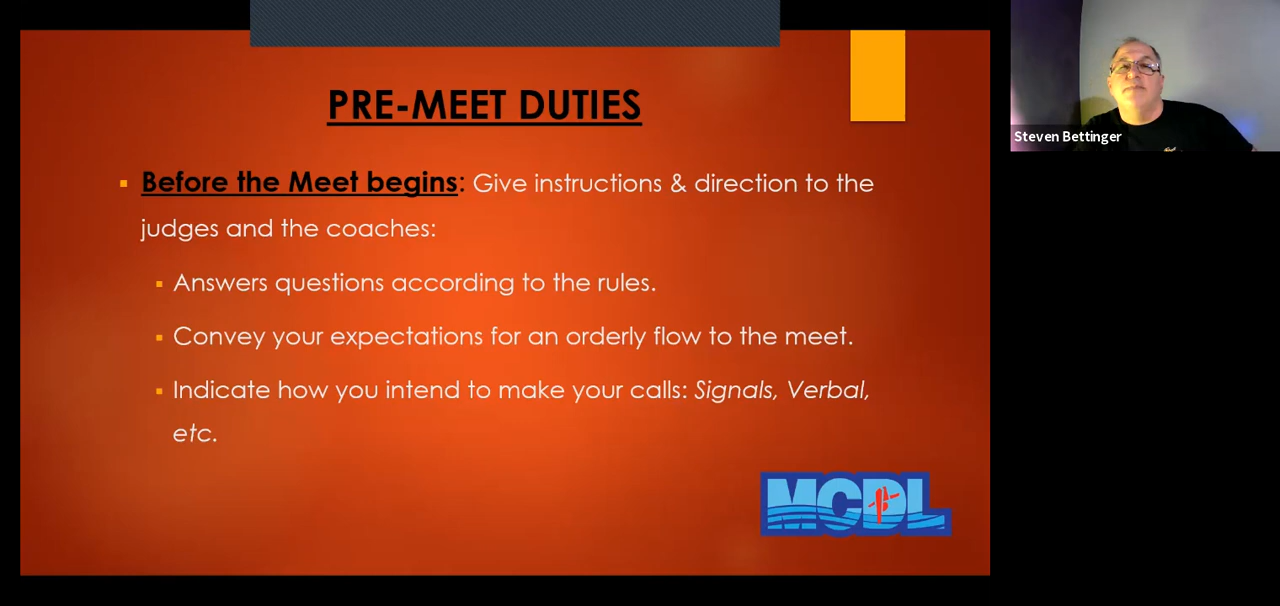 PRE-MEET DUTIES
Before the Meet begins: Give instructions & direction to the
judges and the coaches:
Answers questions according to the rules.
Convey your expectations for an orderly flow to the meet.
Indicate how you intend to make your calls: Signals, Verbal,
etc.
MCDL
Steven Bettinger